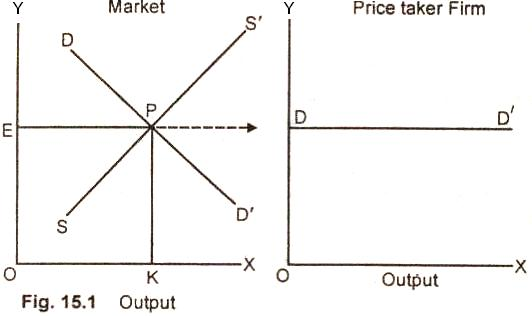 Market
Y
D
S'
P
E
S
D'
O
K
X
Fig. 15.1 Output
Price taker Firm
Y
D
D'
O
Output
X